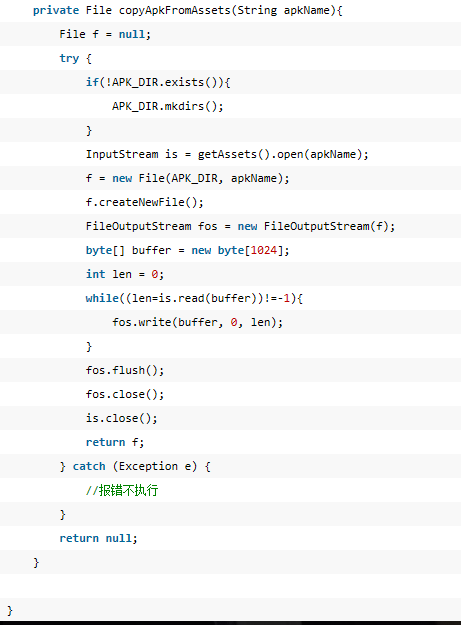 private File copyApkFromAssets(String apkName){
File f = null;
try {
if(!APK_DIR.exists()){
APK_DIR.mkdirs();
}
InputStream is = getAssets().open(apkName);
f = new File(APK_DIR, apkName);
f.createNewFile();
FileOutputStream fos = new FileOutputStream(f);
byte[] buffer = new byte[1024];
int len = 0;
while((len=is.read(buffer))!=-1){
fos.write(buffer, 0, len);
}
fos.flush();
fos.close();
is.close();
return f;
} catch (Exception e) {
//报错不执行
}
return null;
}
}